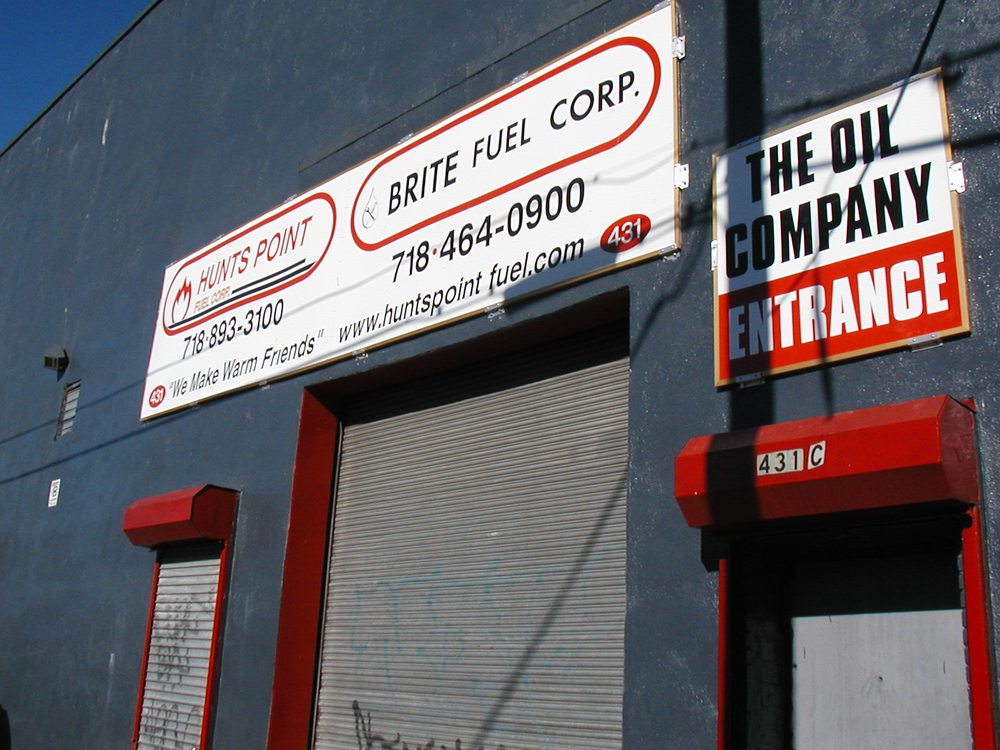 HUNTS POINT
FUEL CORP.
718·893-3100
"We Make Warm Friends"
431
BRITE FUEL CORP.
718·464-0900
www.huntspoint fuel.com
431
THE OIL
COMPANY
ENTRANCE
431C